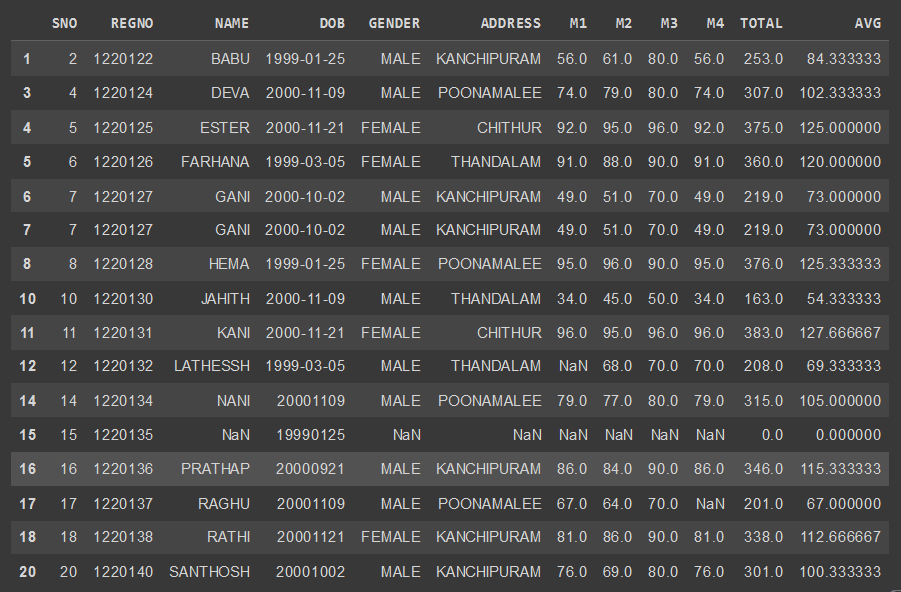 SNO REGNO NAME DOB GENDER ADDRESS M1 M2 M3 M4 TOTAL AVG
1 2 1220122 BABU 1999-01-25 MALE KANCHIPURAM 56.0 61.0 80.0 56.0 253.0 84.333333
3 4 1220124 DEVA 2000-11-09 MALE POONAMALEE 74.0 79.0 80.0 74.0 307.0 102.333333
4 5 1220125 ESTER 2000-11-21 FEMALE CHITHUR 92.0 95.0 96.0 92.0 375.0 125.000000
5 6 1220126 FARHANA 1999-03-05 FEMALE THANDALAM 91.0 88.0 90.0 91.0 360.0 120.000000
6 7 1220127 GANI 2000-10-02 MALE KANCHIPURAM 49.0 51.0 70.0 49.0 219.0 73.000000
7 7 1220127 GANI 2000-10-02 MALE KANCHIPURAM 49.0 51.0 70.0 49.0 219.0 73.000000
8 8 1220128 HEMA 1999-01-25 FEMALE POONAMALEE 95.0 96.0 90.0 95.0 376.0 125.333333
10 10 1220130 JAHITH 2000-11-09 MALE THANDALAM 34.0 45.0 50.0 34.0 163.0 54.333333
11 11 1220131 KANI 2000-11-21 FEMALE CHITHUR 96.0 95.0 96.0 96.0 383.0 127.666667
12 12 1220132 LATHESSH 1999-03-05 MALE THANDALAM NaN 68.0 70.0 70.0 208.0 69.333333
14 14 1220134 NANI 20001109 MALE POONAMALEE 79.0 77.0 80.0 79.0 315.0 105.000000
15 15 1220135 NaN 19990125 NaN NaN NaN NaN NaN NaN 0.0 0.000000
16 16 1220136 PRATHAP 20000921 MALE KANCHIPURAM 86.0 84.0 90.0 86.0 346.0 115.333333
17 17 1220137 RAGHU 20001109 MALE POONAMALEE 67.0 64.0 70.0 NaN 201.0 67.000000
18 18 1220138 RATHI 20001121 FEMALE KANCHIPURAM 81.0 86.0 90.0 81.0 338.0 112.666667
20 20 1220140 SANTHOSH 20001002 MALE KANCHIPURAM 76.0 69.0 80.0 76.0 301.0 100.333333